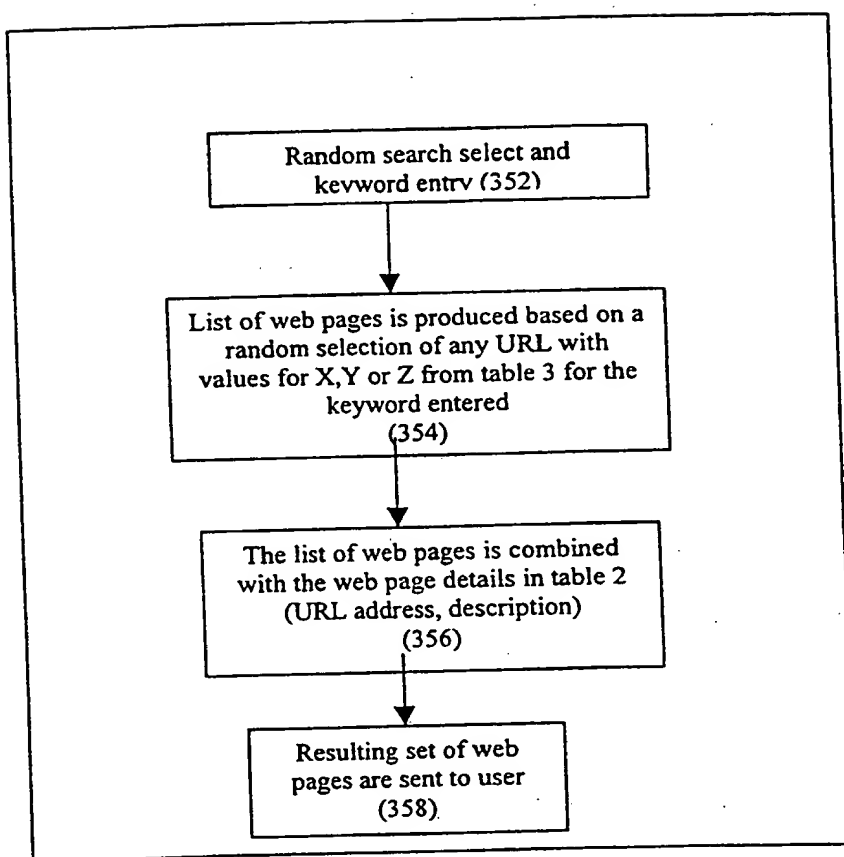 Random search select and
keyword entry (352)
List of web pages is produced based on a
random selection of any URL with
values for X,Y or Z from table 3 for the
keyword entered
(354)
The list of web pages is combined
with the web page details in table 2
(URL address, description)
(356)
Resulting set of web
pages are sent to user
(358)